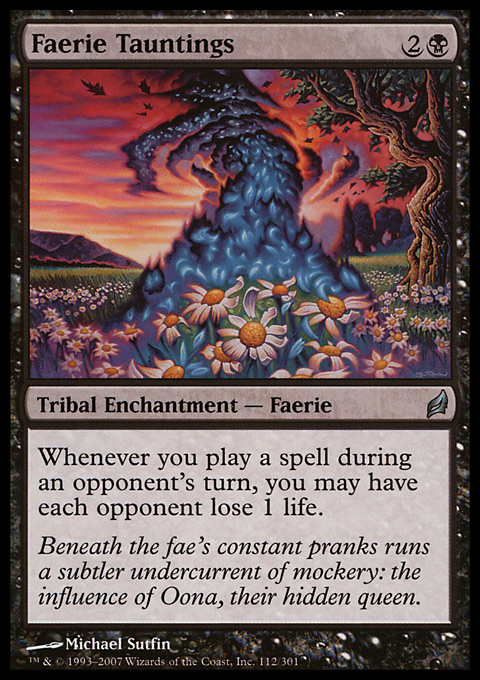 Faerie Tauntings 2
Tribal Enchantment — Faerie
Whenever you play a spell during
an opponent's turn, you may have
each opponent lose 1 life.
Beneath the fae's constant pranks runs
a subtler undercurrent of mockery: the
influence of Oona, their hidden queen.
Michael Sutfin
™ & © 1993–2007 Wizards of the Coast, Inc. 112/301